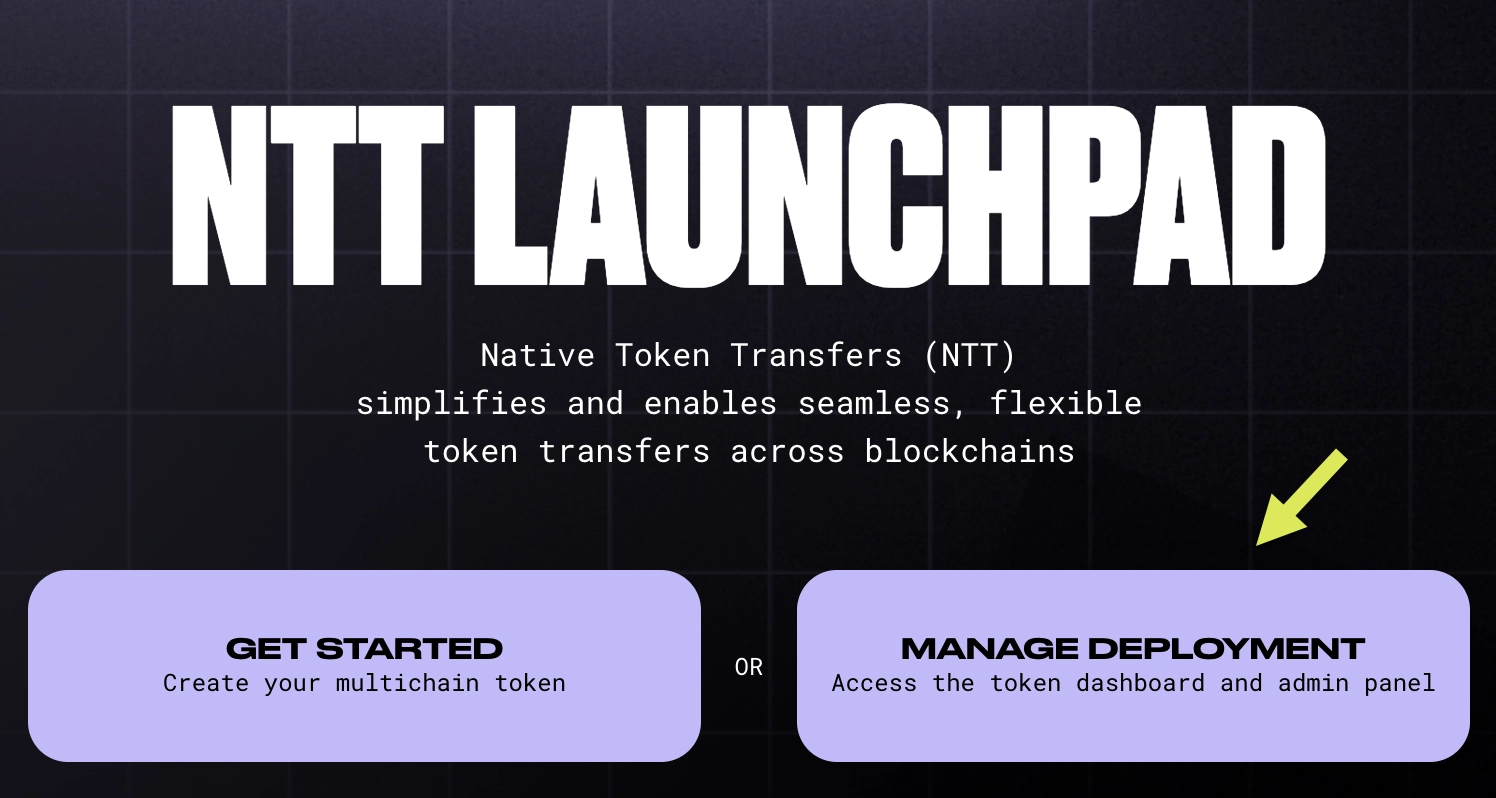 NTT LAUNCHPAD
Native Token Transfers (NTT)
simplifies and enables seamless, flexible
token transfers across blockchains
GET STARTED
Create your multichain token
OR
MANAGE DEPLOYMENT
Access the token dashboard and admin panel